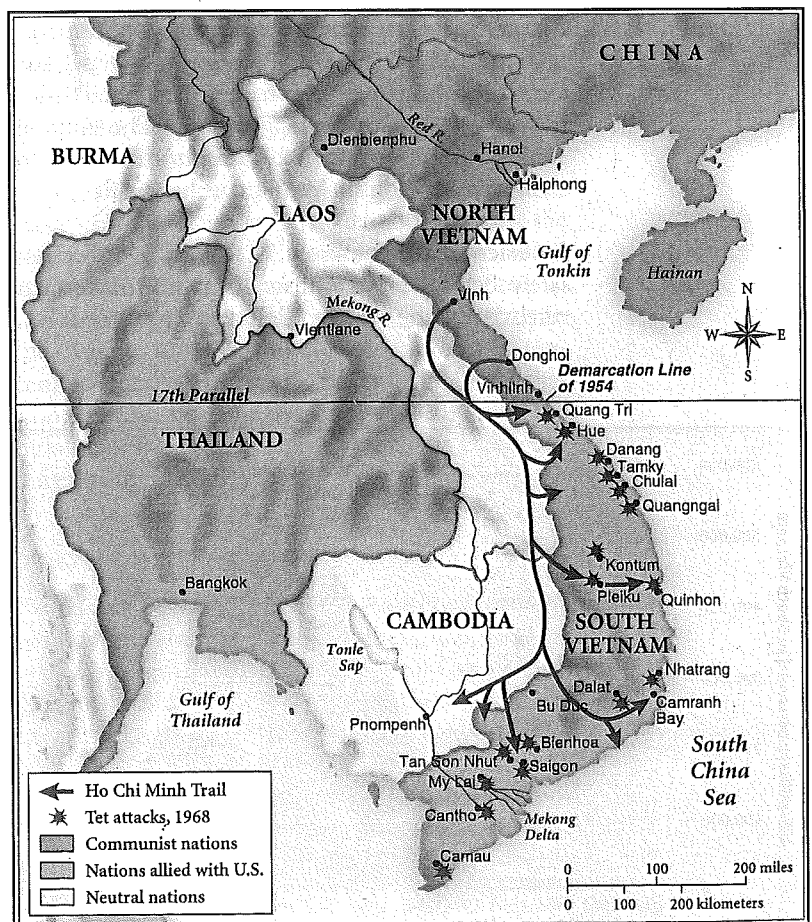 CHINA
Red R.
Dienbienphu
Hanoi
BURMA
Haiphong
LAOS
NORTH
VIETNAM
Gulf of
Tonkin
Hainan
N
W
E
S
Vinh
Mekong R.
Vientiane
Donghoi
Demarcation Line
of 1954
Vinhlinh
17th Parallel
Quang Tri
THAILAND
Hue
Danang
Tamky
Chulai
Quangngai
Kontum
Bangkok
Pleiku
Quinhon
CAMBODIA
SOUTH
VIETNAM
Tonle
Sap
Nhatrang
Dalat
Gulf of
Thailand
Bu Duc
Camranh
Bay
Pnompenh
Bienhoa
South
China
Sea
Tan Son Nhut
Saigon
My Lai
Cantho
Mekong
Delta
Camau
Ho Chi Minh Trail
Tet attacks, 1968
Communist nations
Nations allied with U.S.
Neutral nations
0 100 200 miles
0 100 200 kilometers